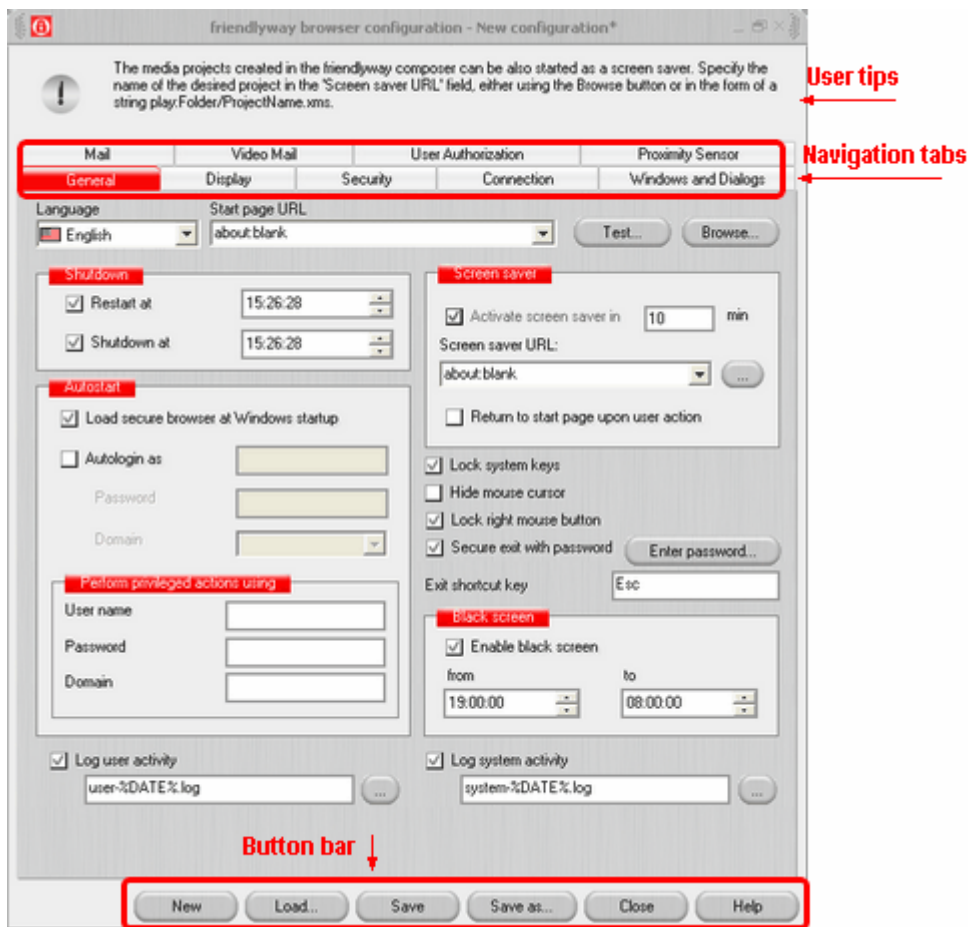 friendlyway browser configuration - New configuration*
The media projects created in the friendlyway composer can be also started as a screen saver. Specify the
name of the desired project in the 'Screen saver URL' field, either using the Browse button or in the form of a
string play:Folder/ProjectName.xms.
User tips
Mail Video Mail User Authorization Proximity Sensor
Navigation tabs
General Display Security Connection Windows and Dialogs
Language Start page URL
English about:blank Test... Browse...
Shutdown
Restart at 15:26:28
Shutdown at 15:26:28
Screen saver
Activate screen saver in 10 min
Screen saver URL:
about:blank ...
Return to start page upon user action
Autostart
Load secure browser at Windows startup
Autologin as
Password
Domain
Lock system keys
Hide mouse cursor
Lock right mouse button
Secure exit with password Enter password...
Exit shortcut key Esc
Perform privileged actions using
User name
Password
Domain
Black screen
Enable black screen
from to
19:00:00 08:00:00
Log user activity
user-%DATE%.log ...
Log system activity
system-%DATE%.log ...
Button bar
New Load... Save Save as... Close Help